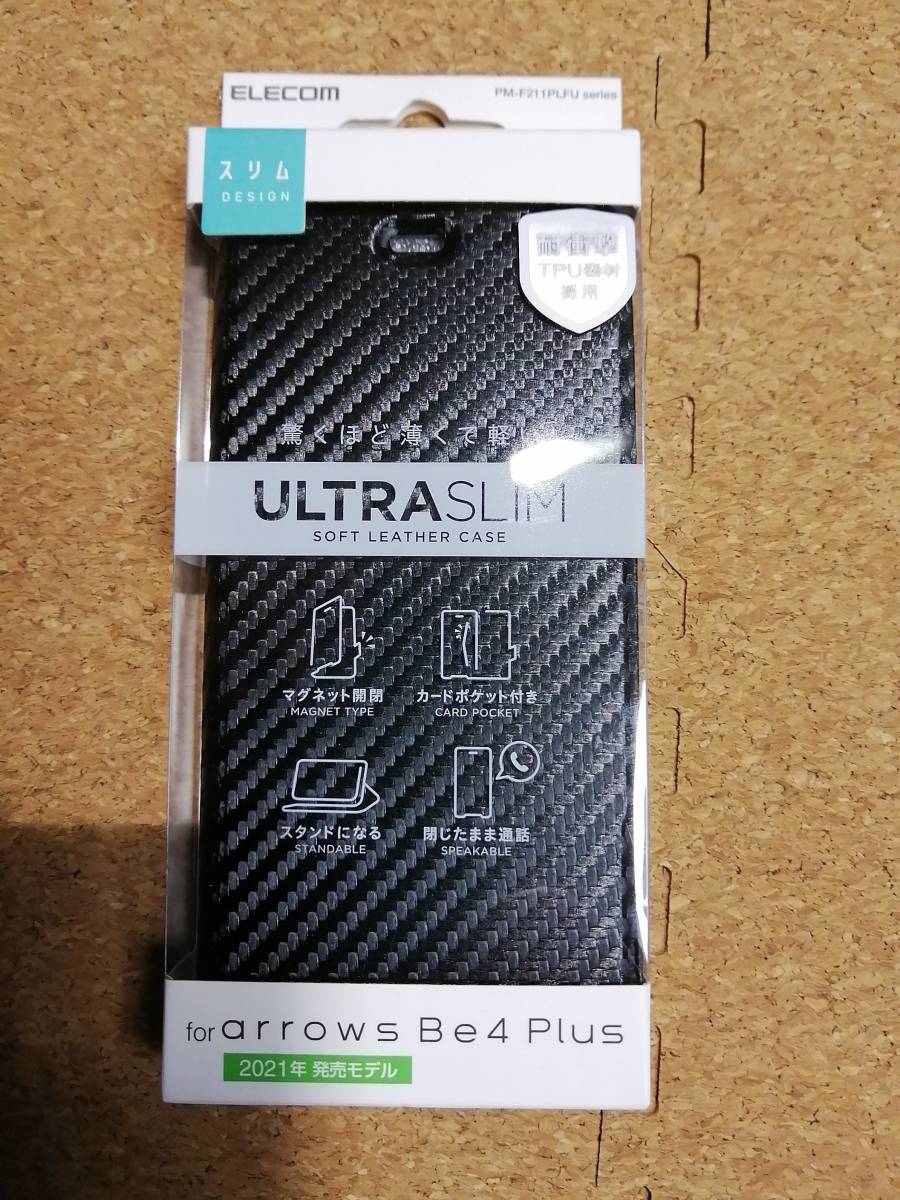 ELECOM
PM-F211PLFU series
スリム
DESIGN
耐衝撃
TPU素材
採用
驚くほど薄くて軽い
ULTRASLIM
SOFT LEATHER CASE
マグネット開閉
MAGNET TYPE
カードポケット付き
CARD POCKET
スタンドになる
STANDABLE
閉じたまま通話
SPEAKABLE
for arrows Be4 Plus
2021年 発売モデル